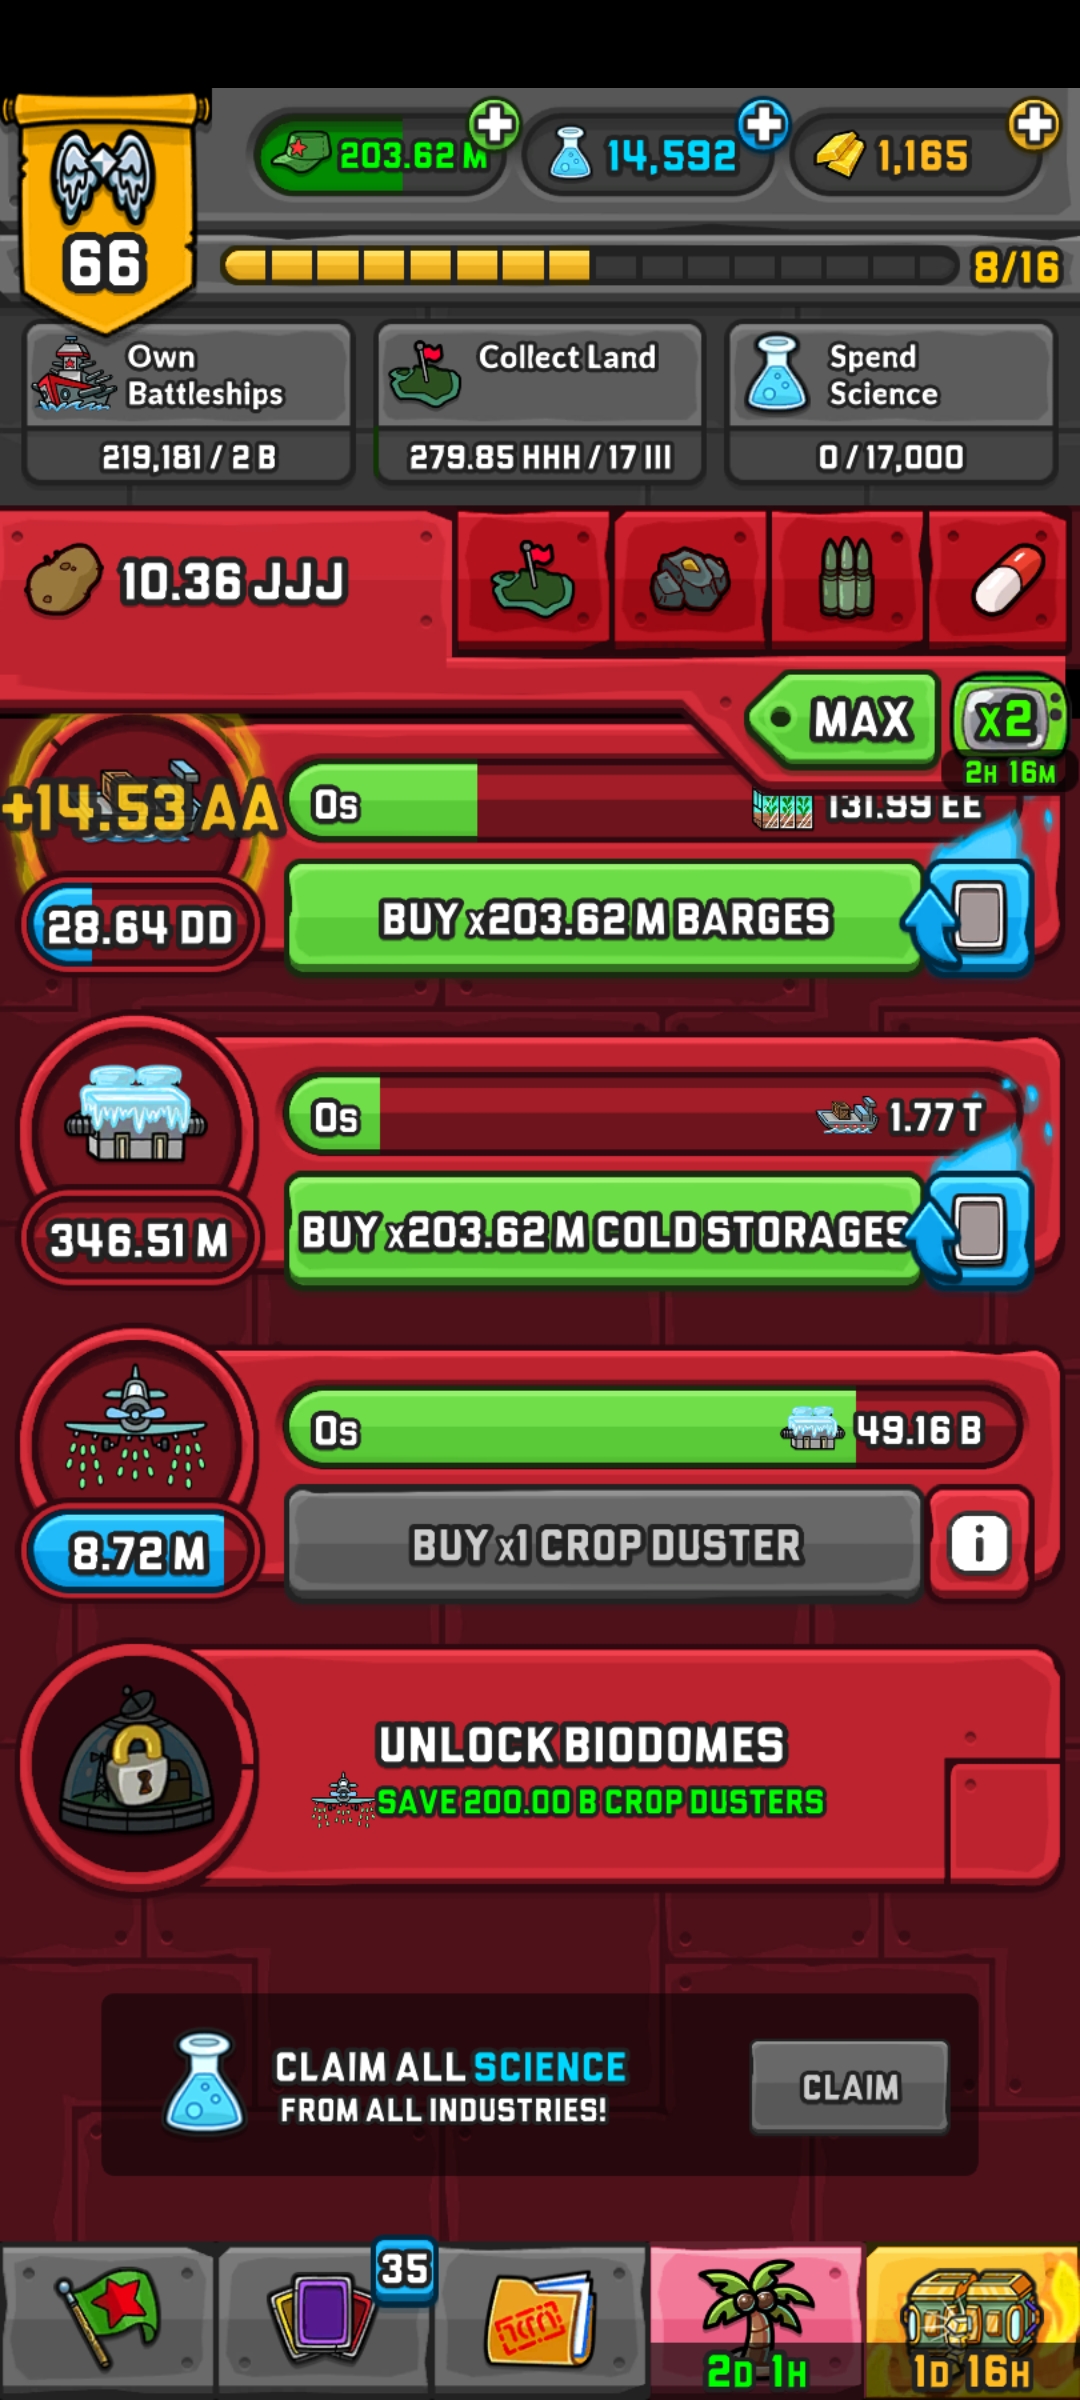 203.62 M
14,592
1,165
66
8/16
Own
Battleships
219,181 / 2 B
Collect Land
279.85 HHH / 17 III
Spend
Science
0 / 17,000
10.36 JJJ
MAX
x2
2H 16M
+14.53 AA
0s
131.99 EE
28.64 DD
BUY x203.62 M BARGES
0s
1.77 T
346.51 M
BUY x203.62 M COLD STORAGES
0s
49.16 B
8.72 M
BUY x1 CROP DUSTER
i
UNLOCK BIODOMES
SAVE 200.00 B CROP DUSTERS
CLAIM ALL SCIENCE
FROM ALL INDUSTRIES!
CLAIM
35
2D 1H
1D 16H